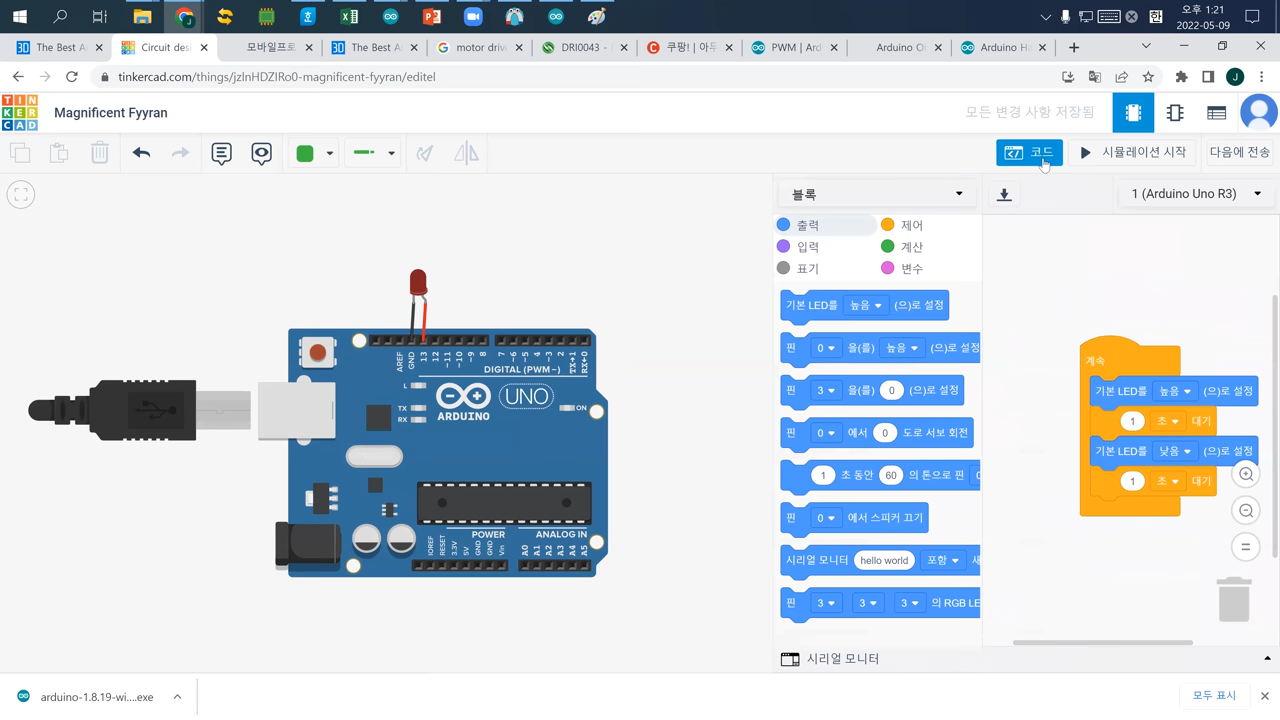 오후 1:21
한
2022-05-09
The Best A
Circuit desi
모바일프로
The Best Al
motor drive
DRI0043 -
쿠팡! | 아두
PWM | Ard
Arduino O
Arduino Ha
tinkercad.com/things/jzlnHDZIRo0-magnificent-fyyran/editel
J
TIN
KER
CAD
Magnificent Fyyran
모든 변경 사항 저장됨
코드
시뮬레이션 시작
다음에 전송
블록
1 (Arduino Uno R3)
출력
제어
입력
계산
표기
변수
기본 LED를 높음 (으)로 설정
핀 0 을(를) 높음 (으)로 설정
핀 3 을(를) 0 (으)로 설정
핀 0 에서 0 도로 서보 회전
1 초 동안 60 의 톤으로 핀
핀 0 에서 스피커 끄기
시리얼 모니터 hello world 포함 새
핀 3 3 3 의 RGB LE
계속
기본 LED를 높음 (으)로 설정
1 초 대기
기본 LED를 낮음 (으)로 설정
1 초 대기
AREF
GND
13
12
~11
~10
~9
8
7
~6
~5
4
~3
2
TX→1
RX←0
DIGITAL (PWM~)
L
TX
RX
ARDUINO
UNO
ON
POWER
ANALOG IN
IOREF
RESET
3.3V
5V
GND
GND
Vin
A0
A1
A2
A3
A4
A5
시리얼 모니터
arduino-1.8.19-wi....exe
모두 표시